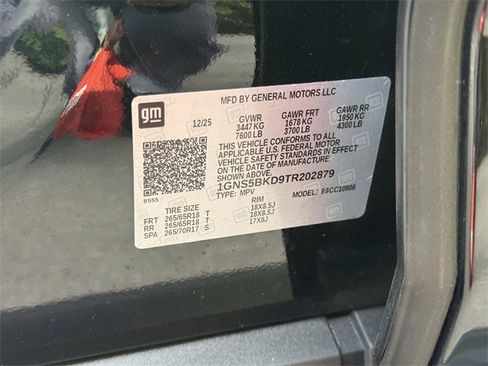 MFD BY GENERAL MOTORS LLC
gm
12/25
GVWR GAWR FRT GAWR RR
3447 KG 1678 KG 1950 KG
7600 LB 3700 LB 4300 LB
THIS VEHICLE CONFORMS TO ALL
APPLICABLE U.S. FEDERAL MOTOR
VEHICLE SAFETY STANDARDS IN EFFECT
ON THE DATE OF MANUFACTURE
SHOWN ABOVE.
1GNS5BKD9TR202879
BSSS
TYPE: MPV MODEL: 99CC10906
TIRE SIZE RIM
FRT 265/65R18 T 18X8.5J
RR 265/65R18 T 18X8.5J
SPA 265/70R17 S 17X8J